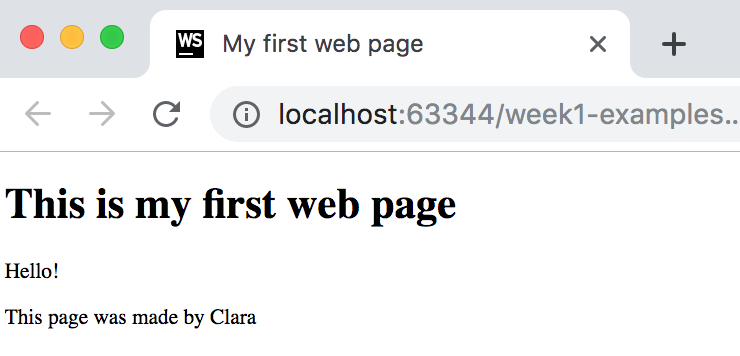 WS My first web page
localhost:63344/week1-examples..
This is my first web page
Hello!
This page was made by Clara